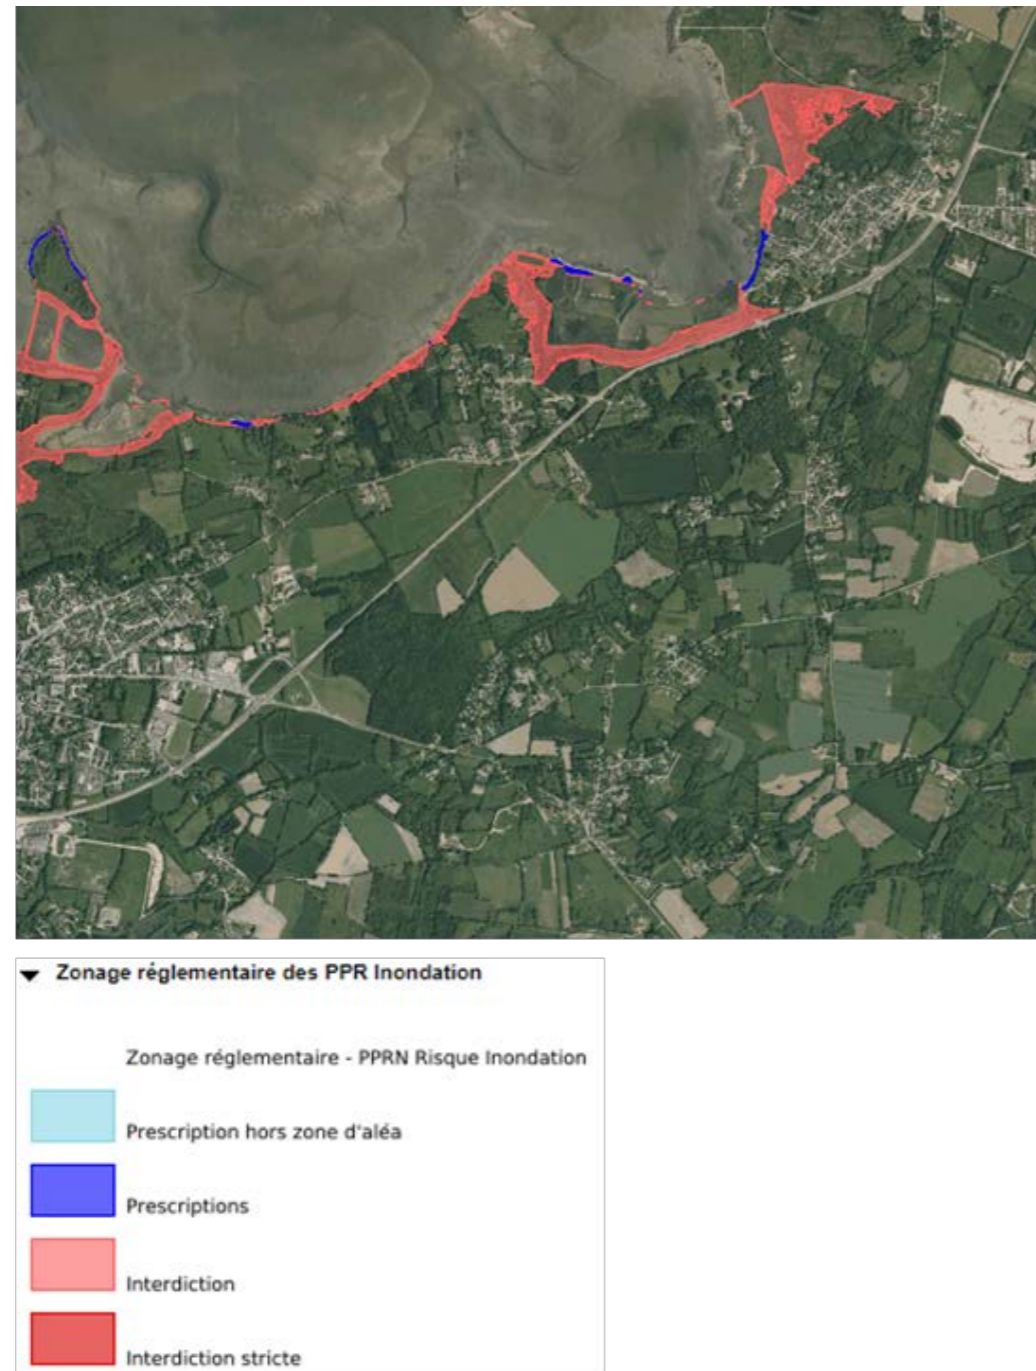 Zonage réglementaire des PPR Inondation
Zonage réglementaire - PPRN Risque Inondation
Prescription hors zone d'aléa
Prescriptions
Interdiction
Interdiction stricte